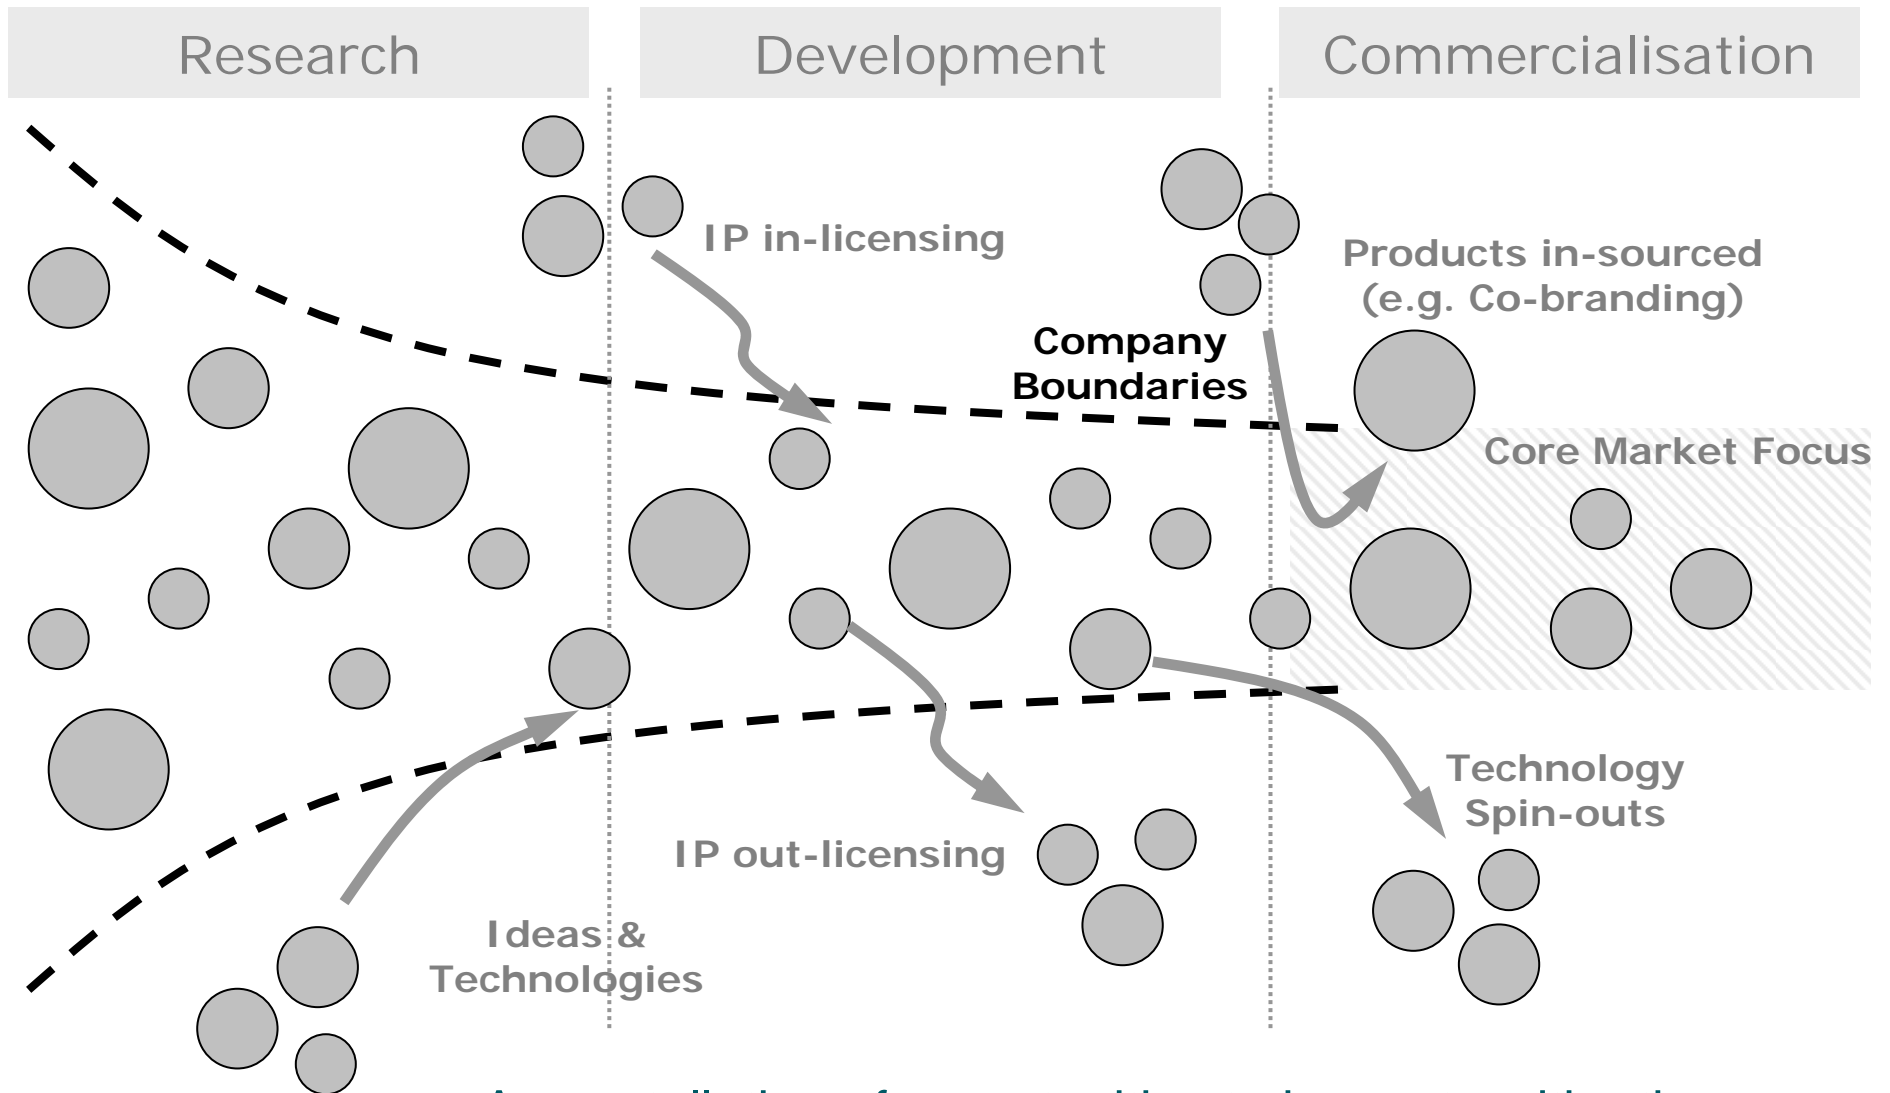 Research
Development
Commercialisation
IP in-licensing
Products in-sourced
(e.g. Co-branding)
Company
Boundaries
Core Market Focus
Technology
Spin-outs
IP out-licensing
Ideas &
Technologies